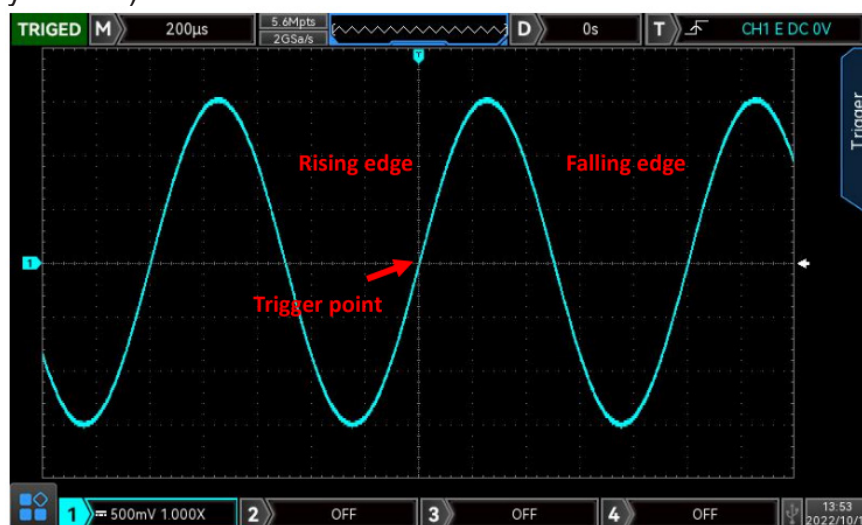 TRIGED M 200μs 5.6Mpts D 0s T CH1 E DC 0V
2GSa/s
T
Trigger
Rising edge Falling edge
1
Trigger point
1 500mV 1.000X 2 OFF 3 OFF 4 OFF 13:53